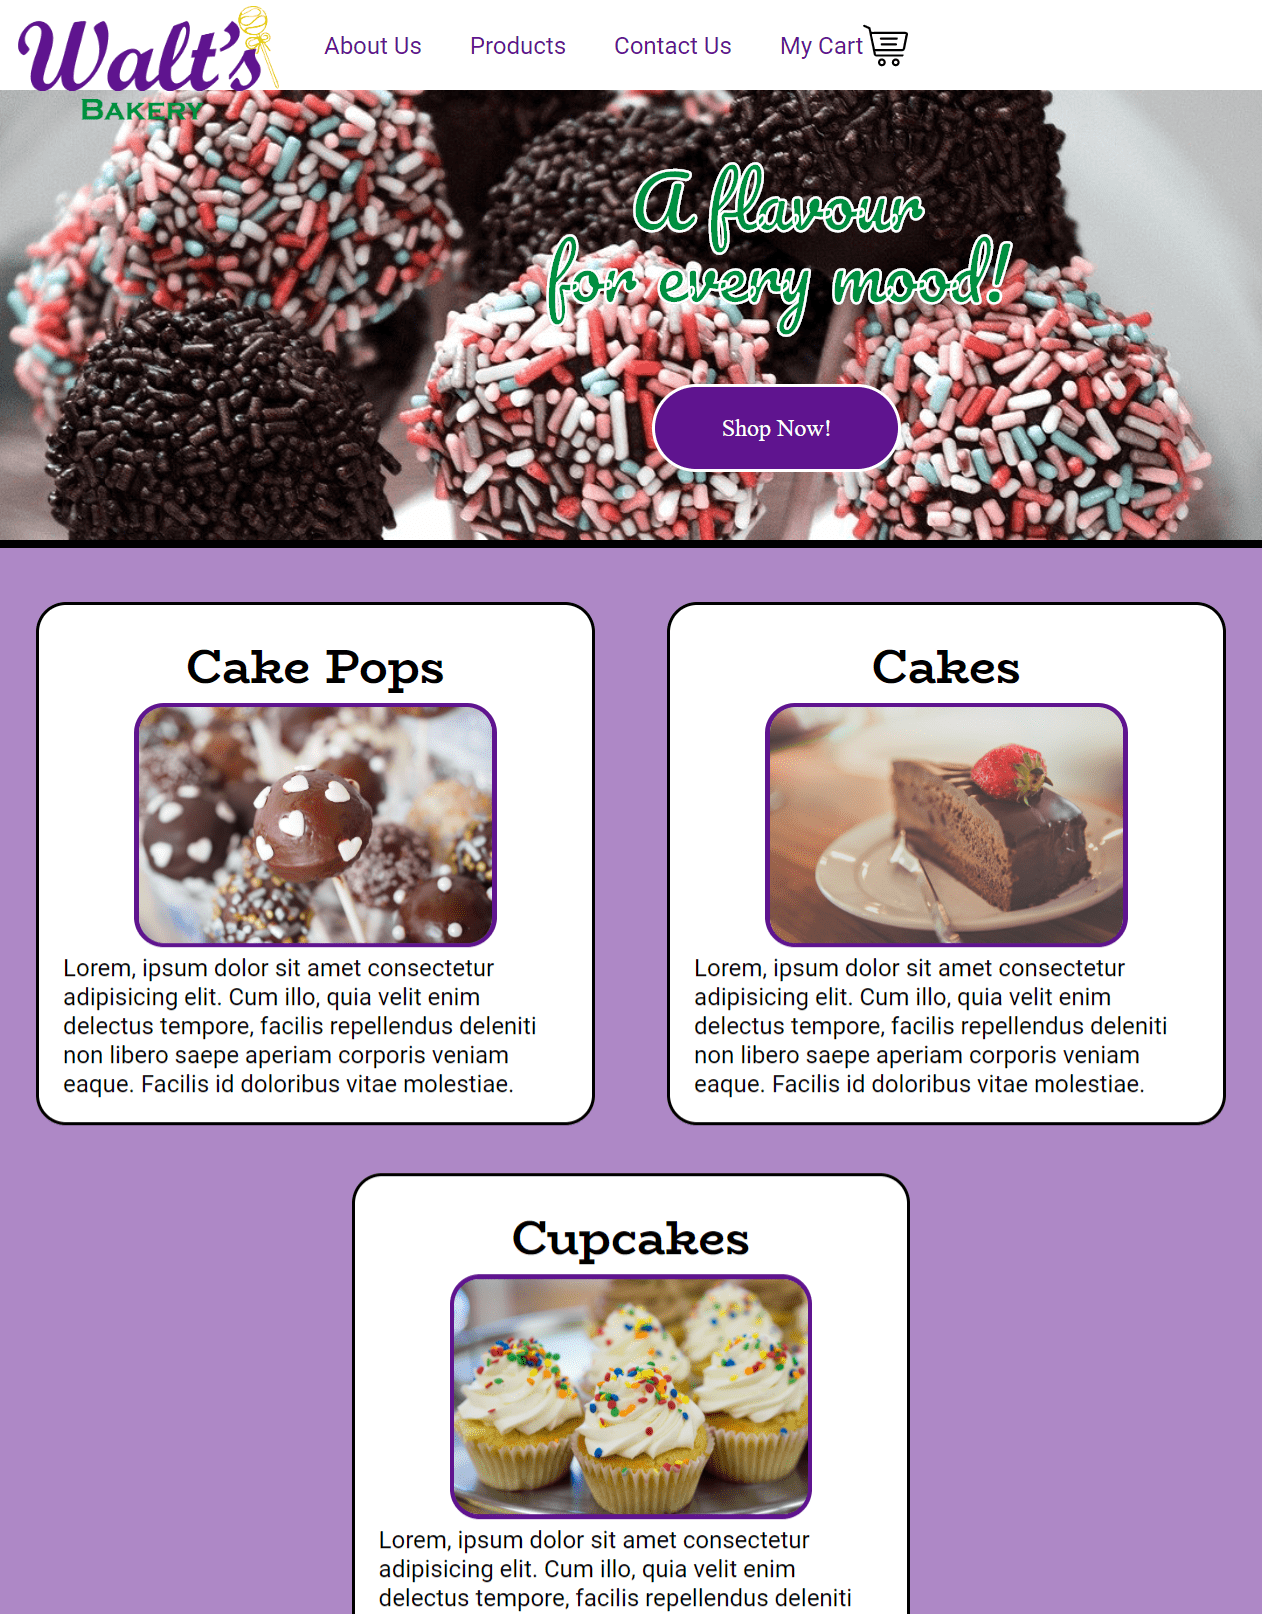 Walt's
BAKERY
About Us
Products
Contact Us
My Cart
A flavour
for every mood!
Shop Now!
Cake Pops
Lorem, ipsum dolor sit amet consectetur
adipisicing elit. Cum illo, quia velit enim
delectus tempore, facilis repellendus deleniti
non libero saepe aperiam corporis veniam
eaque. Facilis id doloribus vitae molestiae.
Cakes
Lorem, ipsum dolor sit amet consectetur
adipisicing elit. Cum illo, quia velit enim
delectus tempore, facilis repellendus deleniti
non libero saepe aperiam corporis veniam
eaque. Facilis id doloribus vitae molestiae.
Cupcakes
Lorem, ipsum dolor sit amet consectetur
adipisicing elit. Cum illo, quia velit enim
delectus tempore, facilis repellendus deleniti